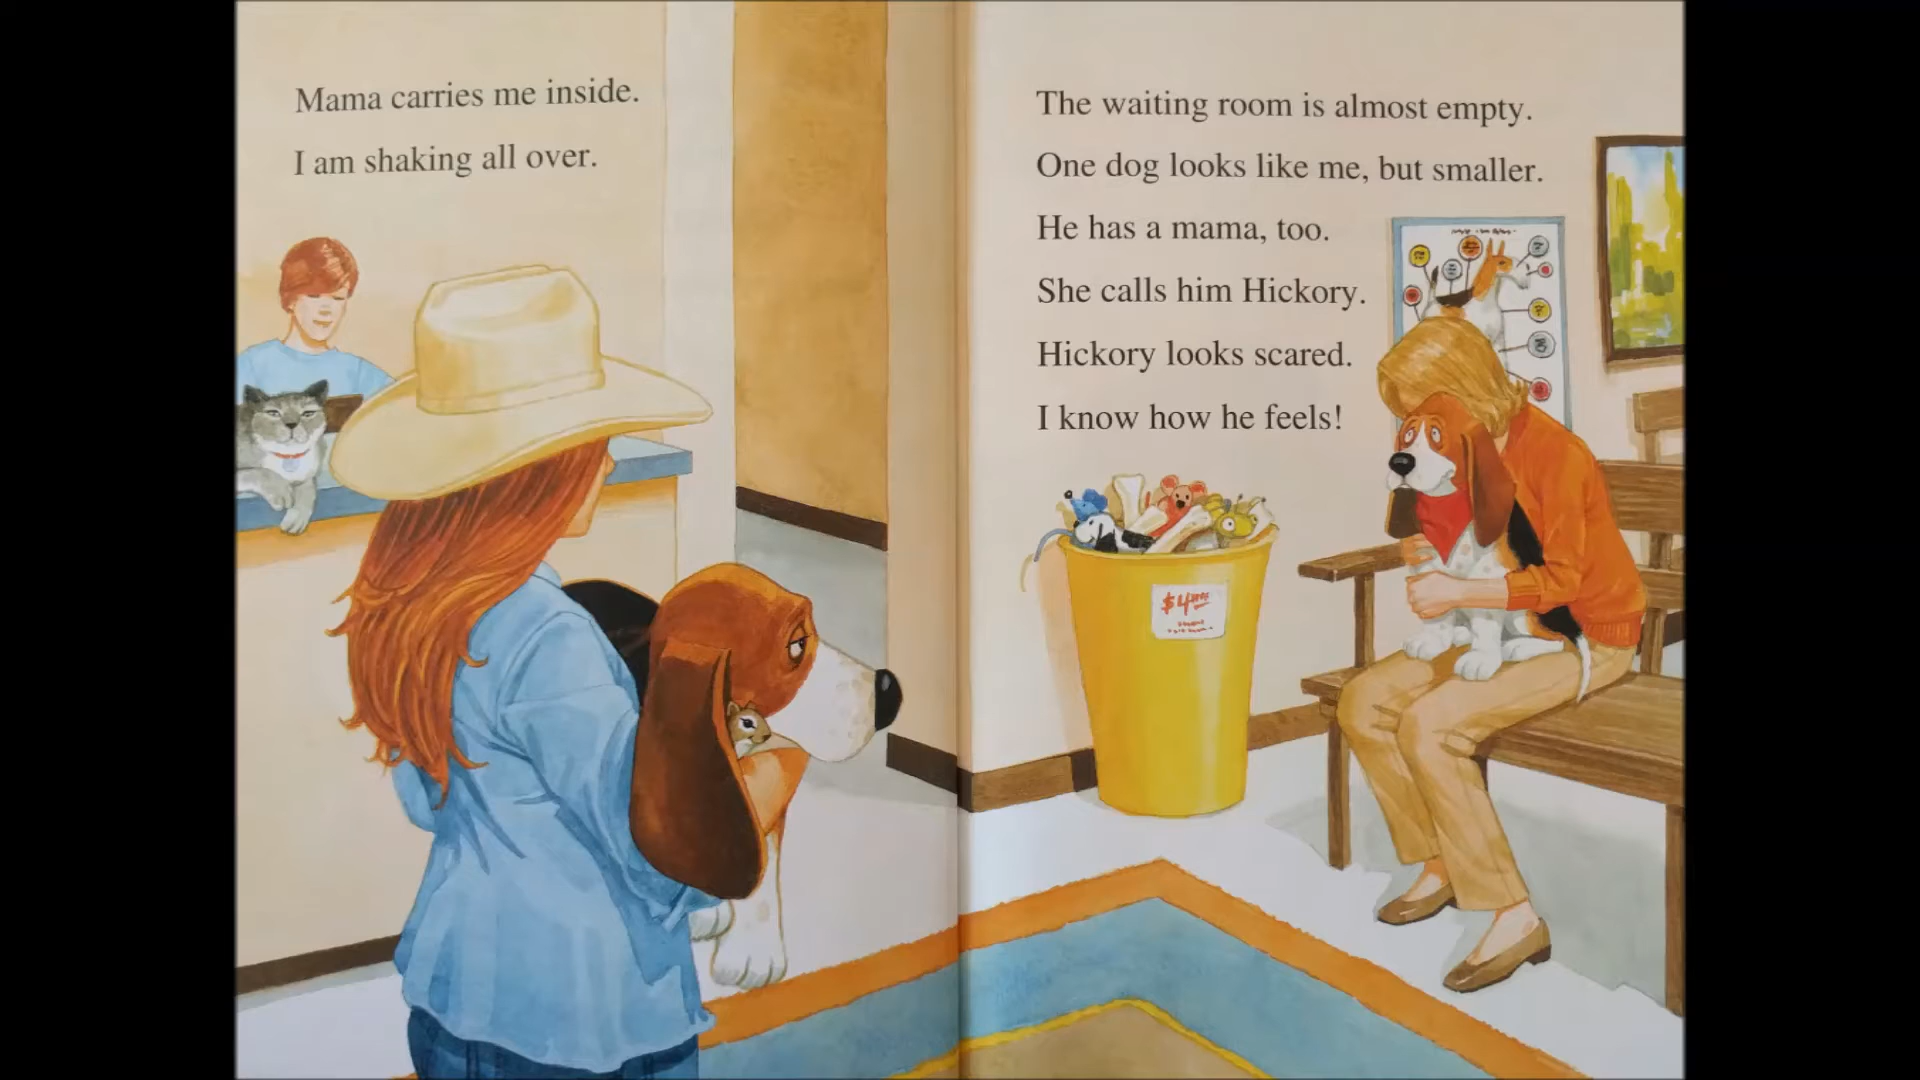 Mama carries me inside.
I am shaking all over.
The waiting room is almost empty.
One dog looks like me, but smaller.
He has a mama, too.
She calls him Hickory.
Hickory looks scared.
I know how he feels!